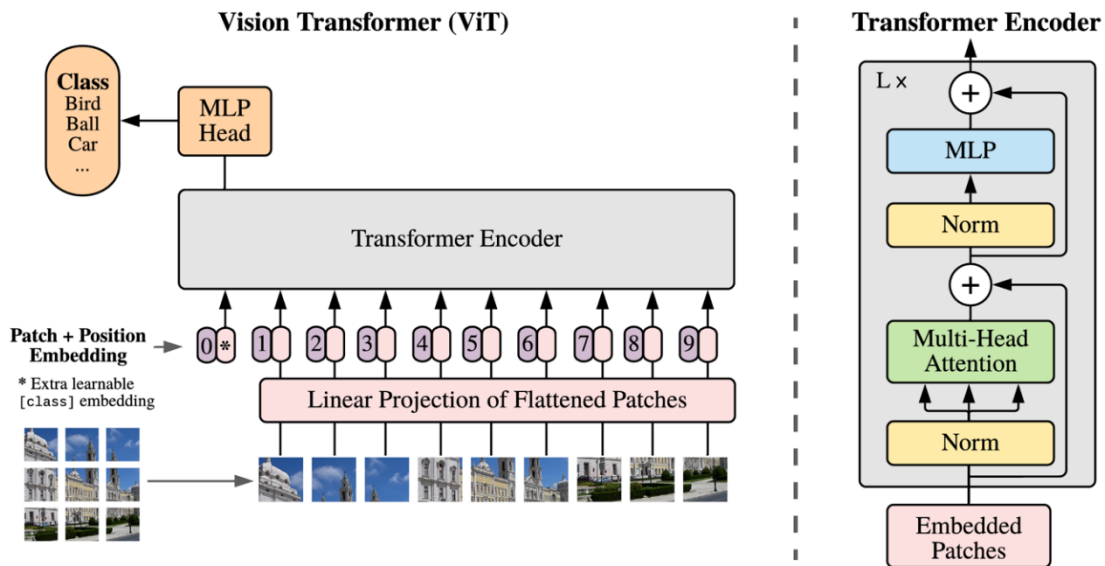 Vision Transformer (ViT)
Class
Bird
Ball
Car
...
MLP
Head
Transformer Encoder
Patch + Position
Embedding
0 * 1 2 3 4 5 6 7 8 9
* Extra learnable
[class] embedding
Linear Projection of Flattened Patches
Transformer Encoder
L ×
+
MLP
Norm
+
Multi-Head
Attention
Norm
Embedded
Patches